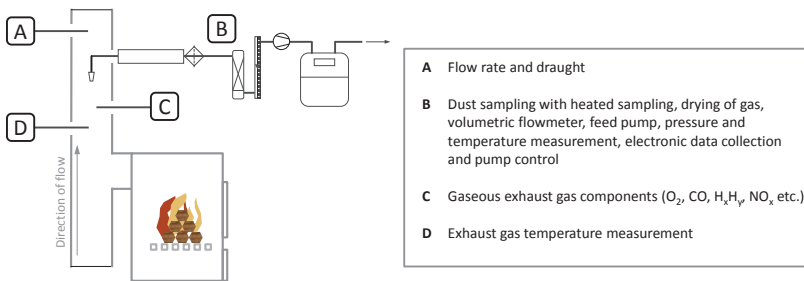 A
B
C
D
Direction of flow
A Flow rate and draught
B Dust sampling with heated sampling, drying of gas,
volumetric flowmeter, feed pump, pressure and
temperature measurement, electronic data collection
and pump control
C Gaseous exhaust gas components (O₂, CO, HₓHᵧ, NOₓ etc.)
D Exhaust gas temperature measurement